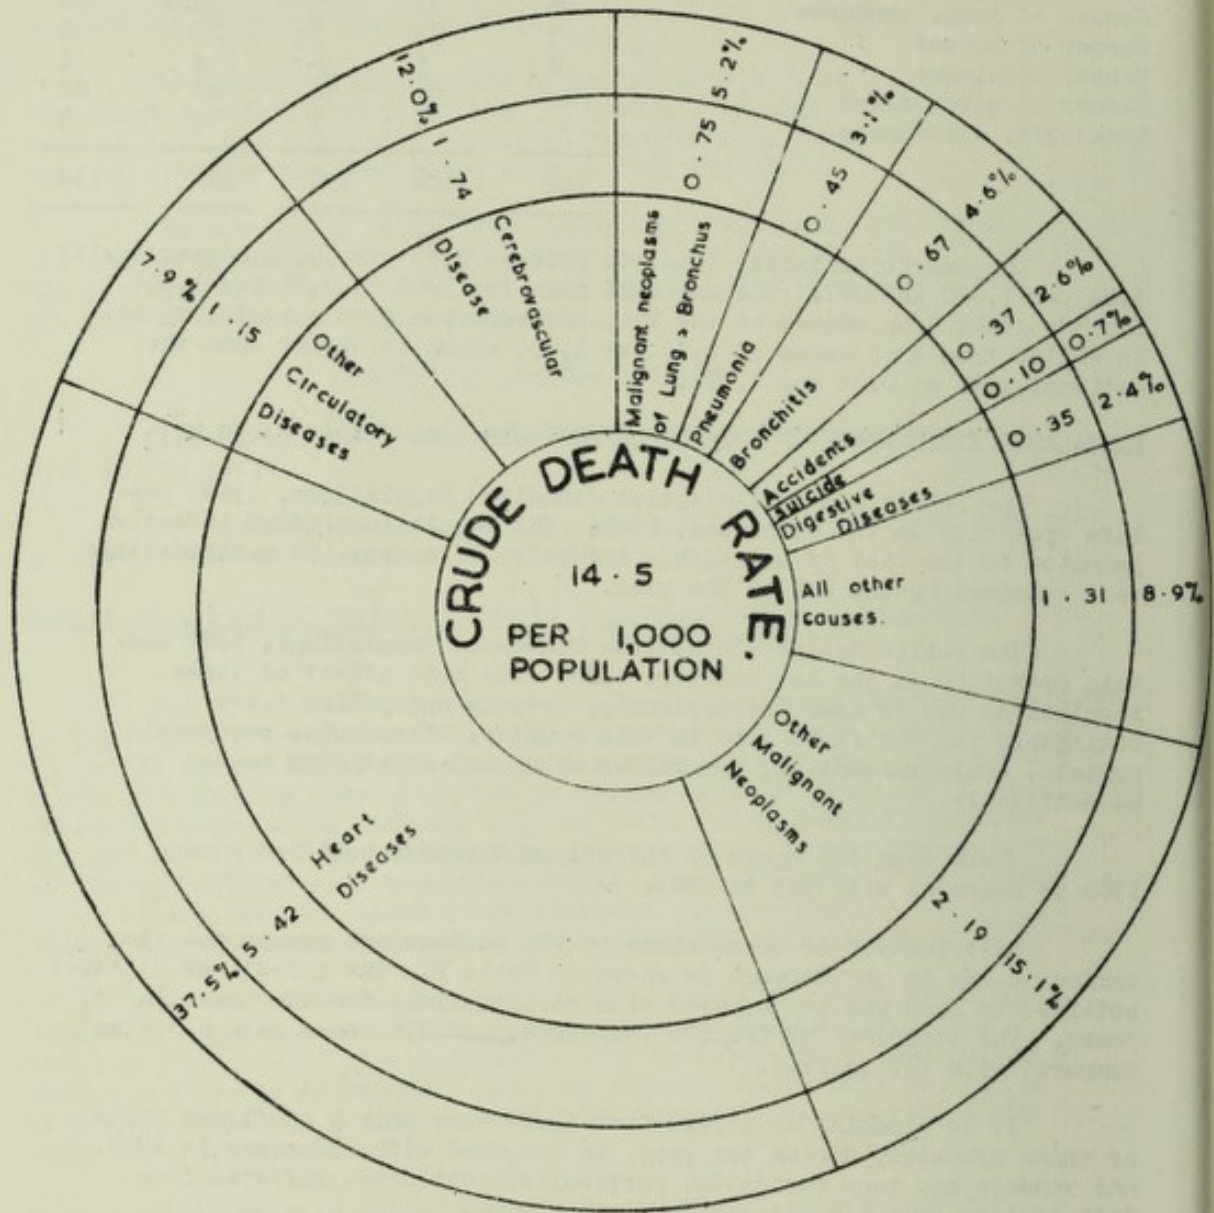 CRUDE DEATH RATE.
14.5
PER 1,000
POPULATION
Malignant neoplasms
of Lung > Bronchus
0.75
5.2%
Pneumonia
0.45
3.1%
Bronchitis
0.67
4.6%
Accidents
0.37
2.6%
Suicide
0.10
0.7%
Digestive
Diseases
0.35
2.4%
All other
causes.
1.31
8.9%
Other
Malignant
Neoplasms
2.19
15.1%
Heart
Diseases
5.42
37.5%
Other
Circulatory
Diseases
1.15
7.9%
Cerebrovascular
Disease
1.74
12.0%